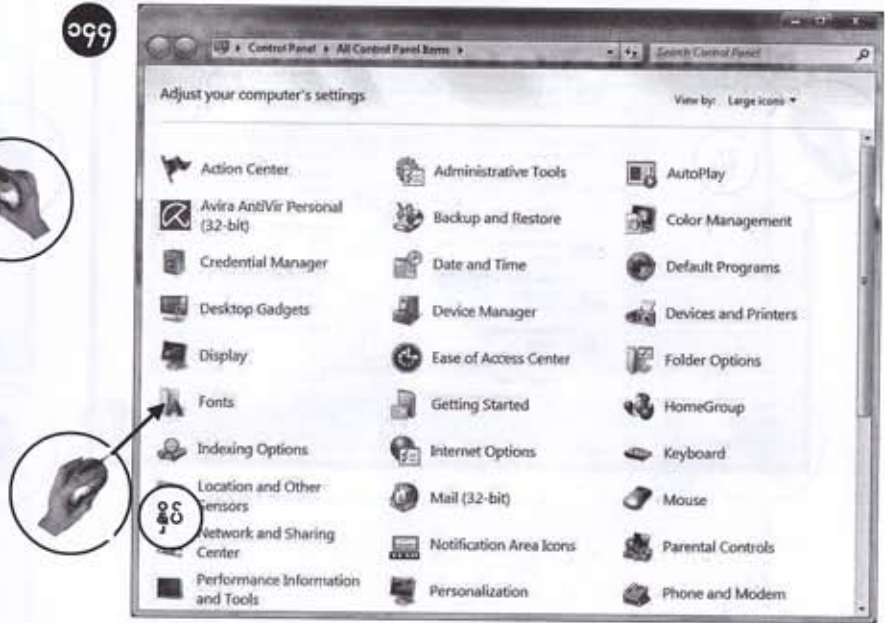 Control Panel ▸ All Control Panel Items ▸
Search Control Panel
Adjust your computer's settings
View by: Large icons ▾
Action Center
Administrative Tools
AutoPlay
Avira AntiVir Personal
(32-bit)
Backup and Restore
Color Management
Credential Manager
Date and Time
Default Programs
Desktop Gadgets
Device Manager
Devices and Printers
Display
Ease of Access Center
Folder Options
Fonts
Getting Started
HomeGroup
Indexing Options
Internet Options
Keyboard
Location and Other
Sensors
Mail (32-bit)
Mouse
Network and Sharing
Center
Notification Area Icons
Parental Controls
Performance Information
and Tools
Personalization
Phone and Modem